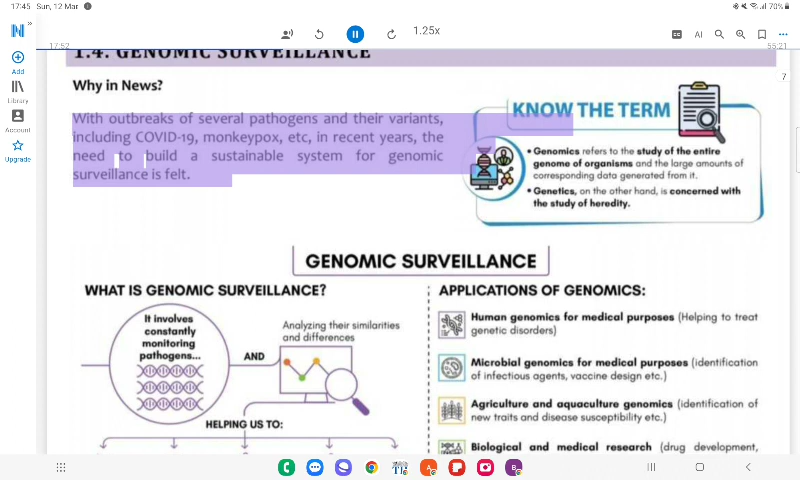 17:45 Sun, 12 Mar
70%
N
»
1.25x
AI
17:52
55:21
Add
Library
Account
Upgrade
7
1.4. GENOMIC SURVEILLANCE
Why in News?
With outbreaks of several pathogens and their variants,
including COVID-19, monkeypox, etc, in recent years, the
need to build a sustainable system for genomic
surveillance is felt.
KNOW THE TERM
• Genomics refers to the study of the entire
genome of organisms and the large amounts of
corresponding data generated from it.
• Genetics, on the other hand, is concerned with
the study of heredity.
GENOMIC SURVEILLANCE
WHAT IS GENOMIC SURVEILLANCE?
It involves
constantly
monitoring
pathogens...
AND
Analyzing their similarities
and differences
HELPING US TO:
APPLICATIONS OF GENOMICS:
Human genomics for medical purposes (Helping to treat
genetic disorders)
Microbial genomics for medical purposes (identification
of infectious agents, vaccine design etc.)
Agriculture and aquaculture genomics (identification of
new traits and disease susceptibility etc.)
Biological and medical research (drug development,